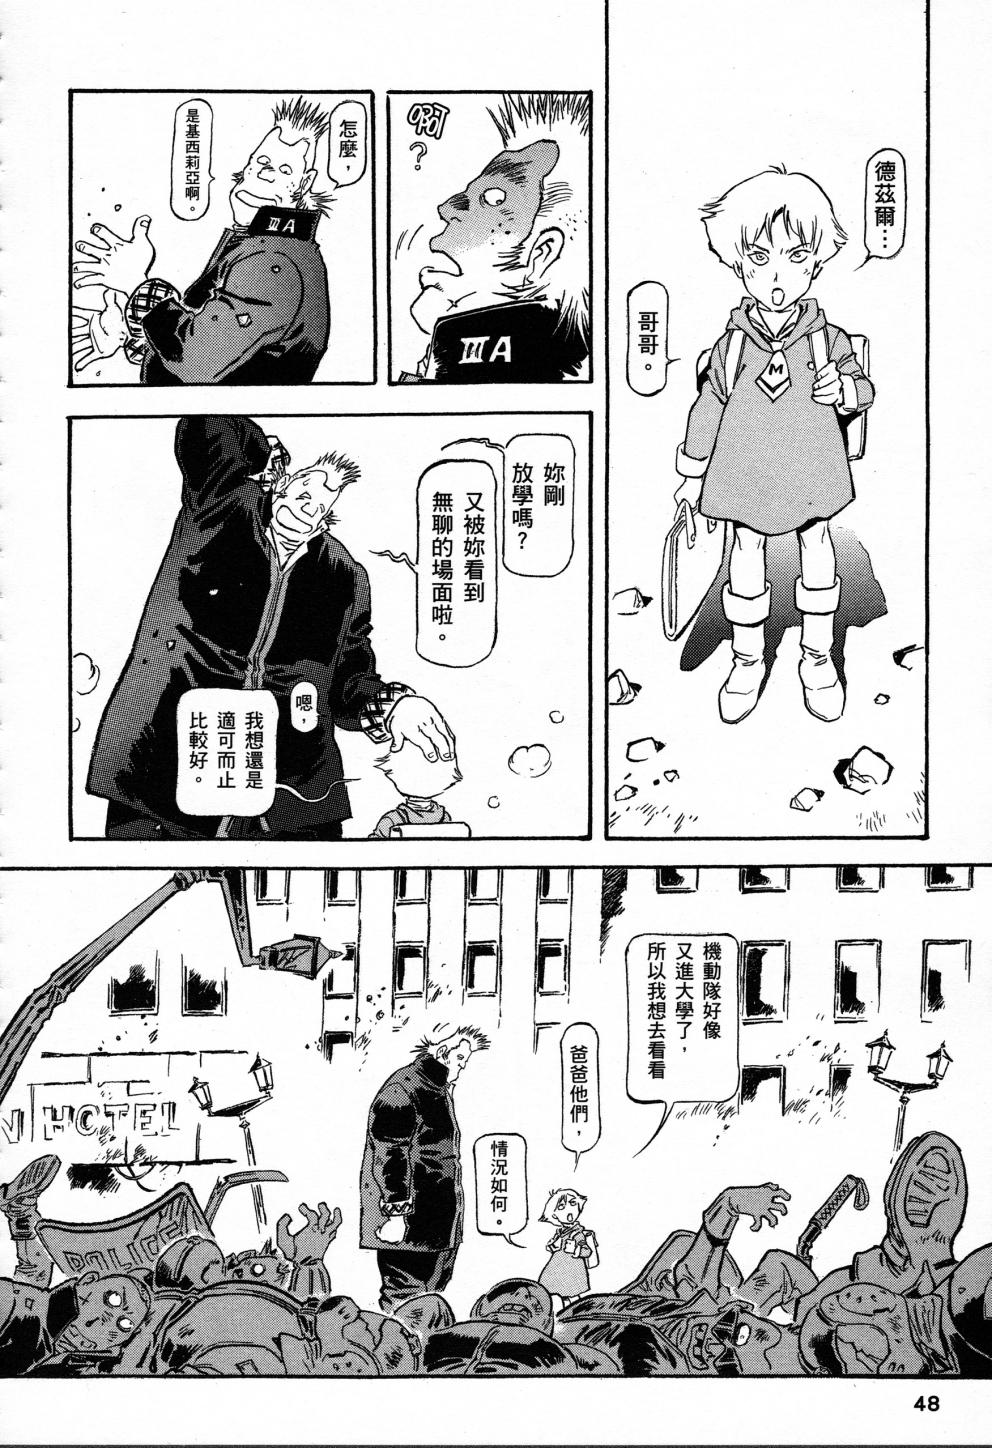 德茲爾…
哥哥。
啊
？
ⅢA
怎麼，
是基西莉亞啊。
ⅢA
M
妳剛
放學嗎？
又被妳看到
無聊的場面啦。
嗯，
我想還是
適可而止
比較好。
機動隊好像
又進大學了，
所以我想去看看
爸爸他們，
情況如何。
N HOTEL
POLICE
48